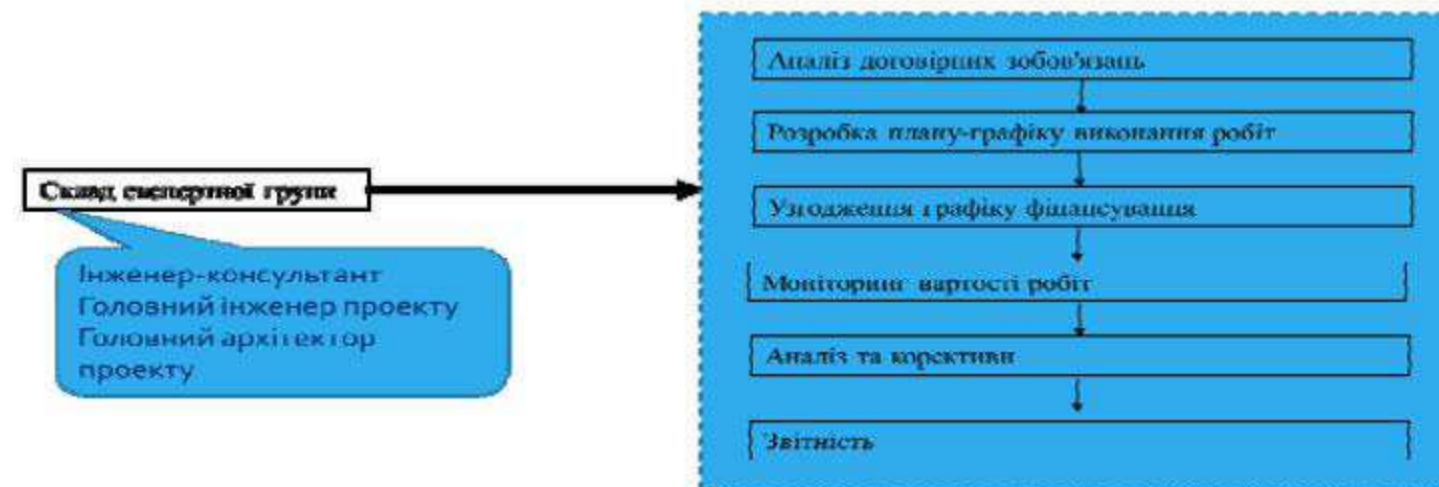 Склад експертної групи
Інженер-консультант
Головний інженер проекту
Головний архітектор
проекту
Аналіз договірних зобов'язань
Розробка плану-графіку виконання робіт
Узгодження графіку фінансування
Моніторинг вартості робіт
Аналіз та корективи
Звітність